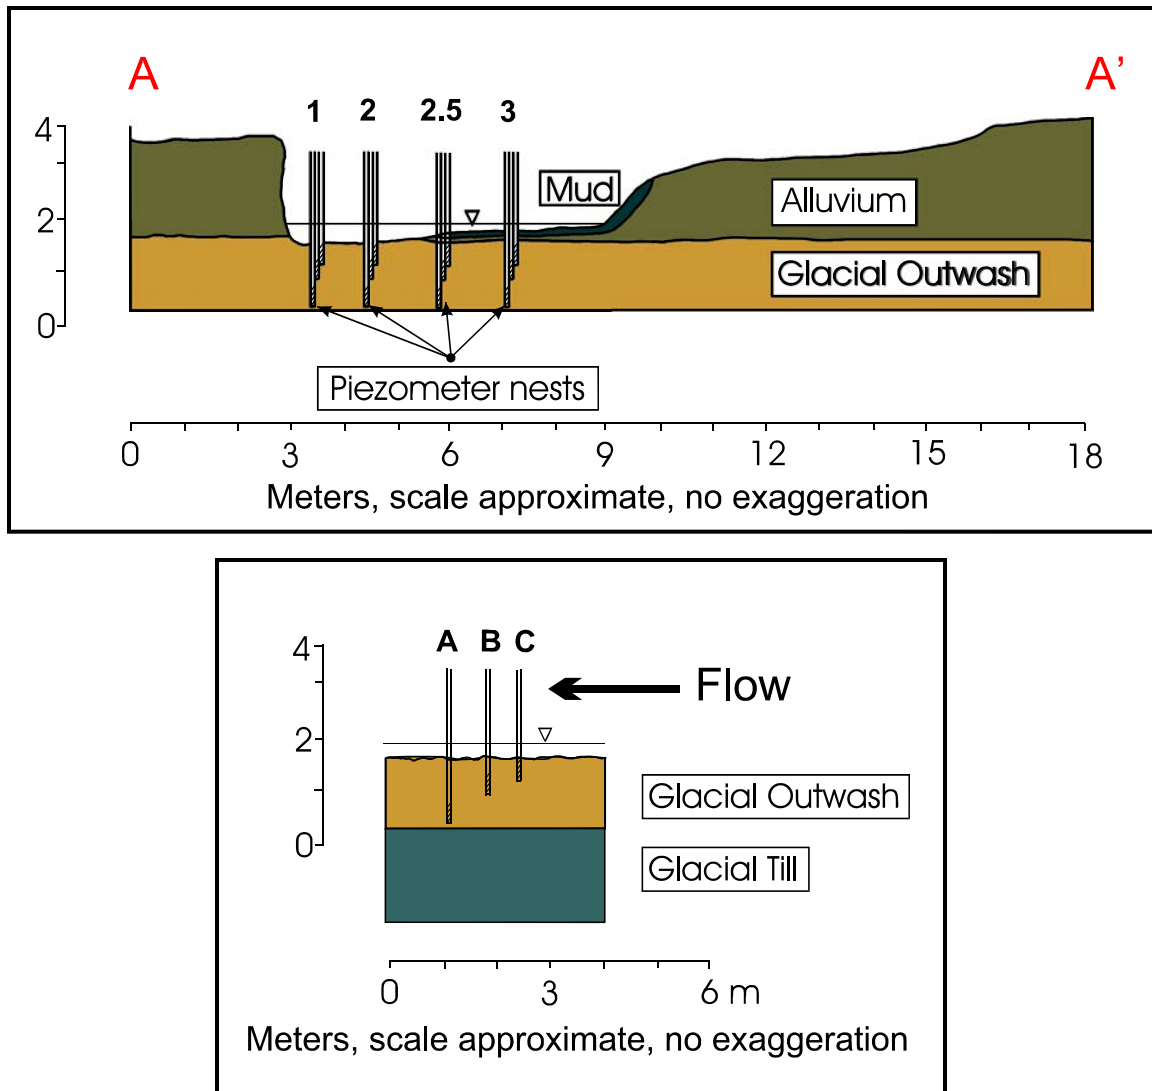 A A’
1 2 2.5 3
4
Mud
2
Alluvium
Glacial Outwash
0
Piezometer nests
0 3 6 9 12 15 18
Meters, scale approximate, no exaggeration
A B C
4
Flow
2
Glacial Outwash
0
Glacial Till
0 3 6 m
Meters, scale approximate, no exaggeration